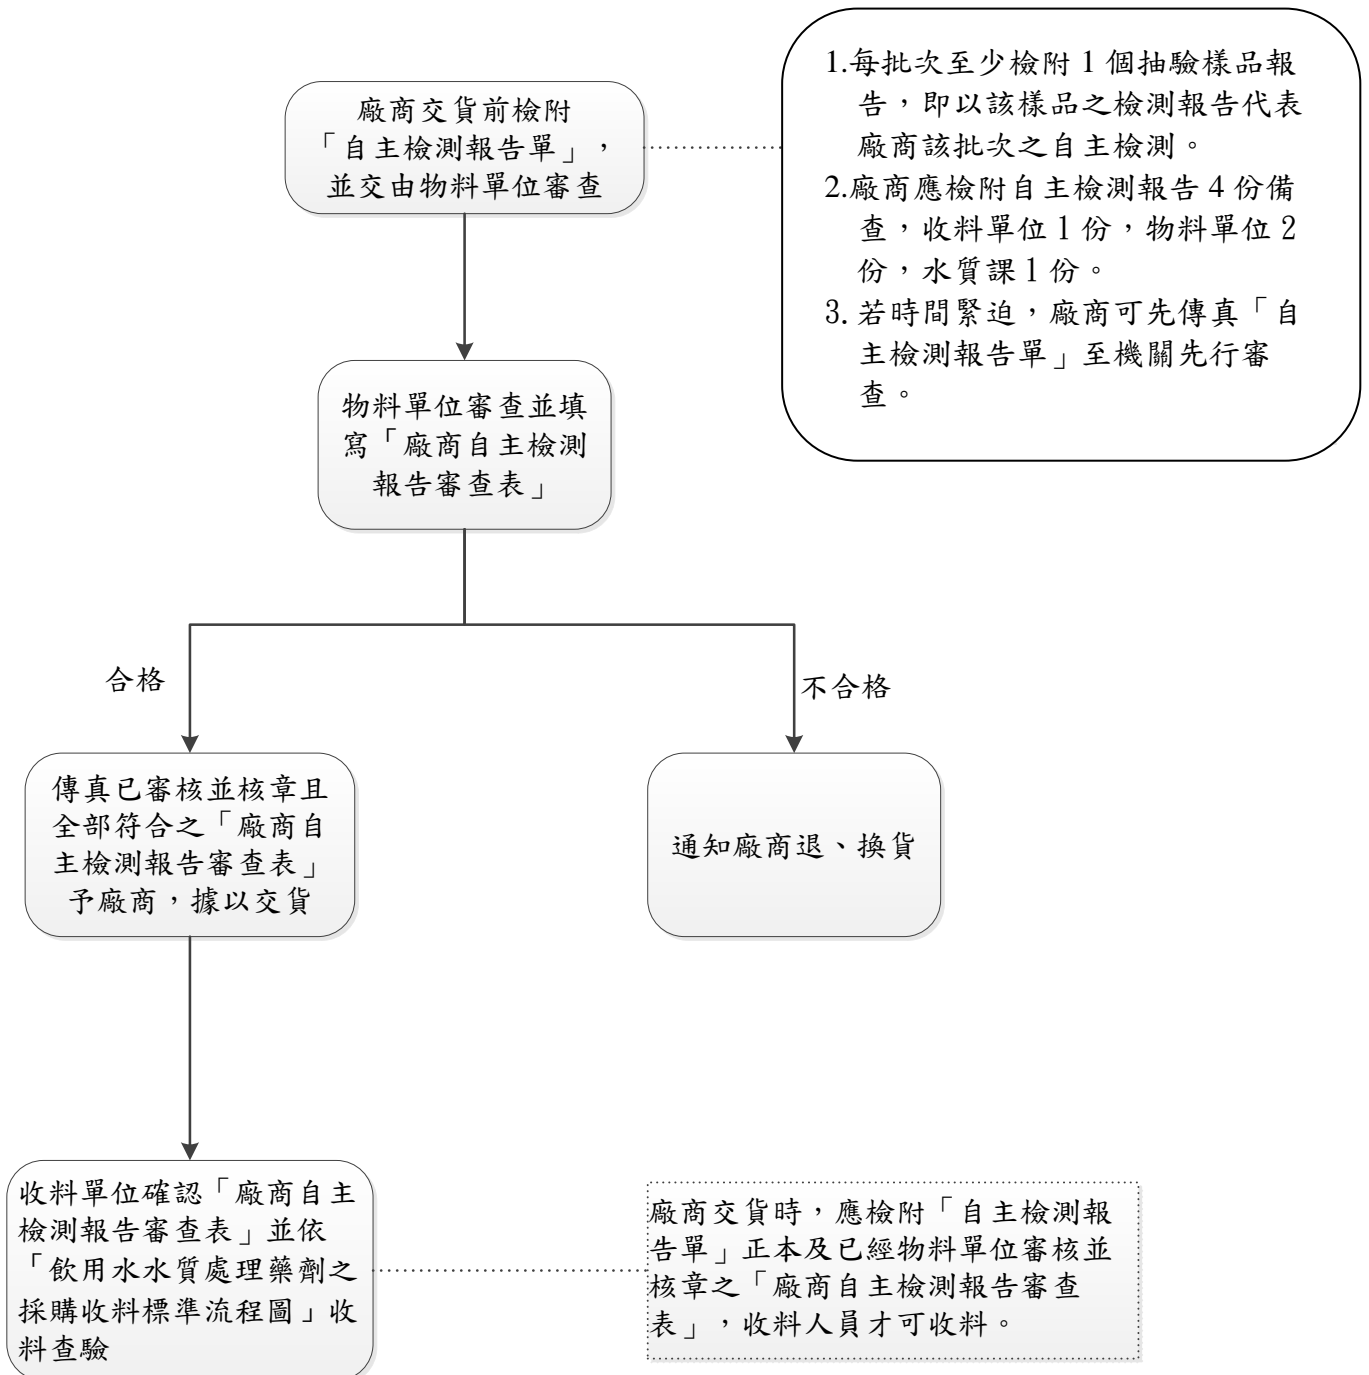 廠商交貨前檢附
「自主檢測報告單」，
並交由物料單位審查
1.每批次至少檢附 1 個抽驗樣品報
告，即以該樣品之檢測報告代表
廠商該批次之自主檢測。
2.廠商應檢附自主檢測報告 4 份備
查，收料單位 1 份，物料單位 2
份，水質課 1 份。
3. 若時間緊迫，廠商可先傳真「自
主檢測報告單」至機關先行審
查。
物料單位審查並填
寫「廠商自主檢測
報告審查表」
合格
不合格
傳真已審核並核章且
全部符合之「廠商自
主檢測報告審查表」
予廠商，據以交貨
通知廠商退、換貨
收料單位確認「廠商自主
檢測報告審查表」並依
「飲用水水質處理藥劑之
採購收料標準流程圖」收
料查驗
廠商交貨時，應檢附「自主檢測報
告單」正本及已經物料單位審核並
核章之「廠商自主檢測報告審查
表」，收料人員才可收料。